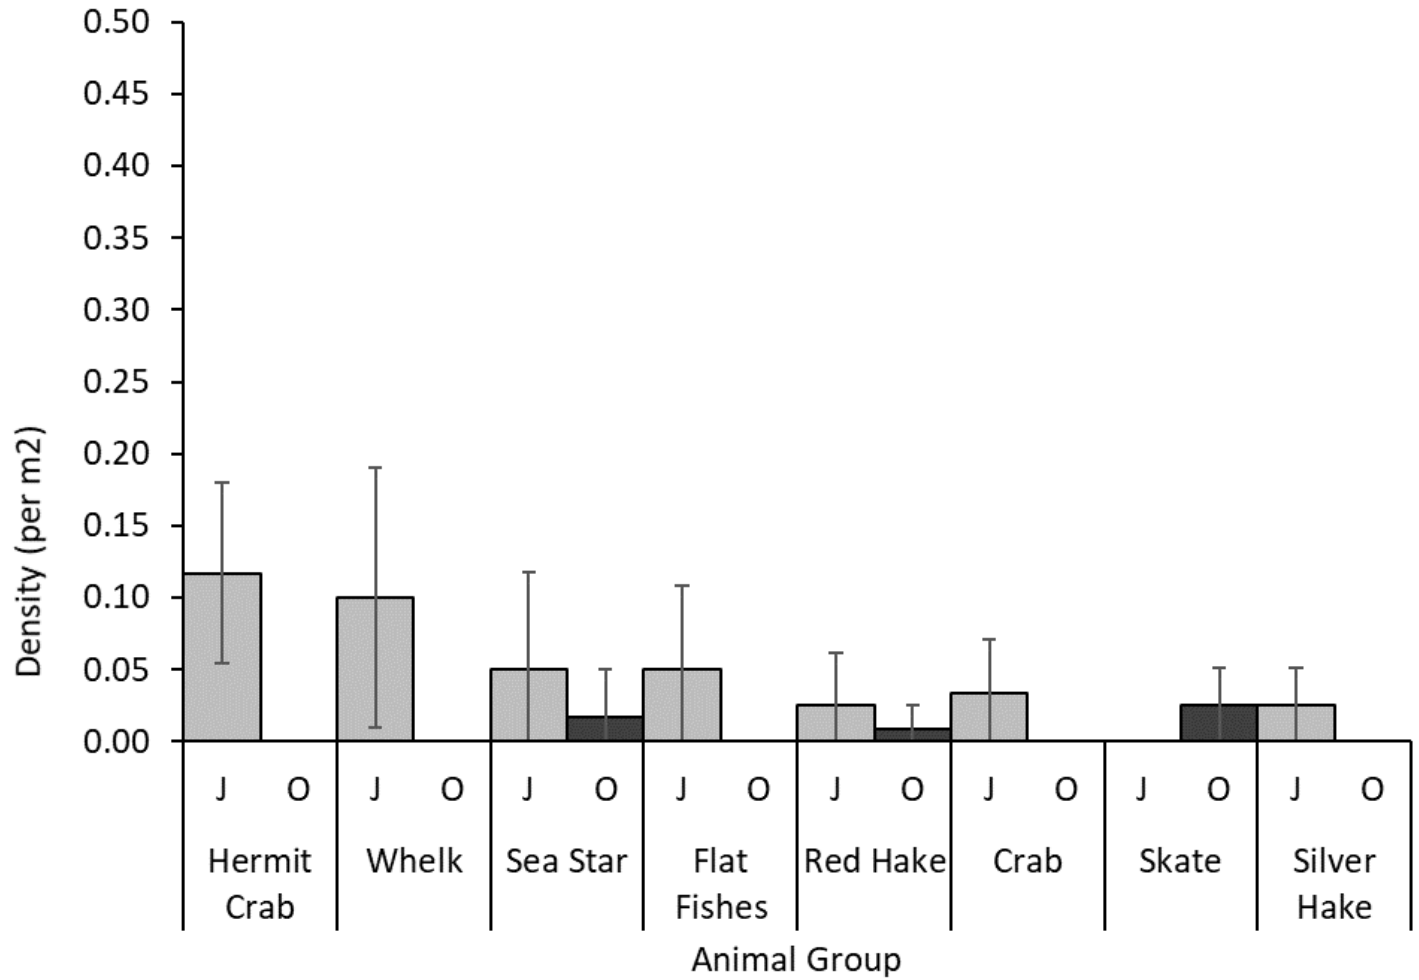 0.50
0.45
0.40
0.35
0.30
0.25
0.20
0.15
0.10
0.05
0.00
Density (per m2)
J O J O J O J O J O J O J O J O
Hermit Crab
Whelk
Sea Star
Flat Fishes
Red Hake
Crab
Skate
Silver Hake
Animal Group